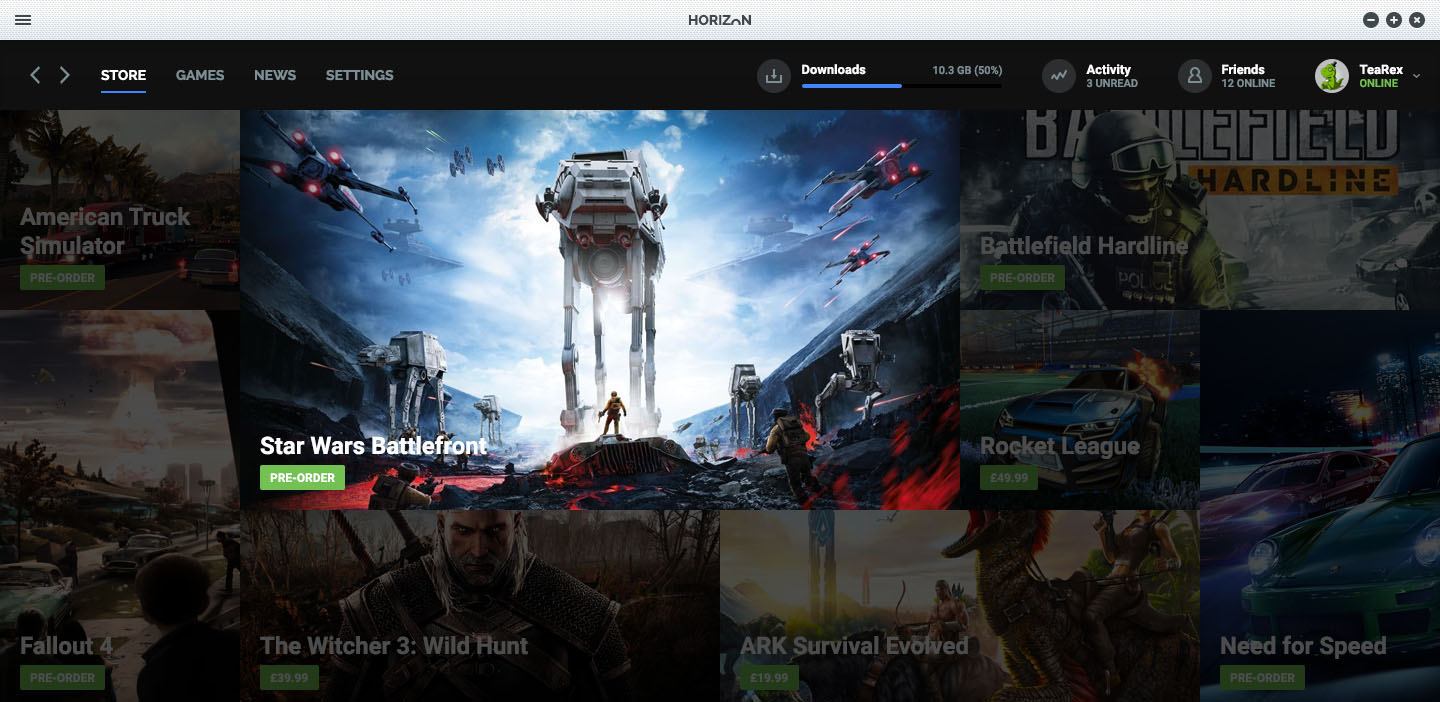 HORIZON
STORE
GAMES
NEWS
SETTINGS
Downloads
10.3 GB (50%)
Activity
3 UNREAD
Friends
12 ONLINE
TeaRex
ONLINE
American Truck
Simulator
PRE-ORDER
Star Wars Battlefront
PRE-ORDER
BATTLEFIELD
HARDLINE
POLICE
Battlefield Hardline
PRE-ORDER
Rocket League
£49.99
Fallout 4
PRE-ORDER
The Witcher 3: Wild Hunt
£39.99
ARK Survival Evolved
£19.99
Need for Speed
PRE-ORDER